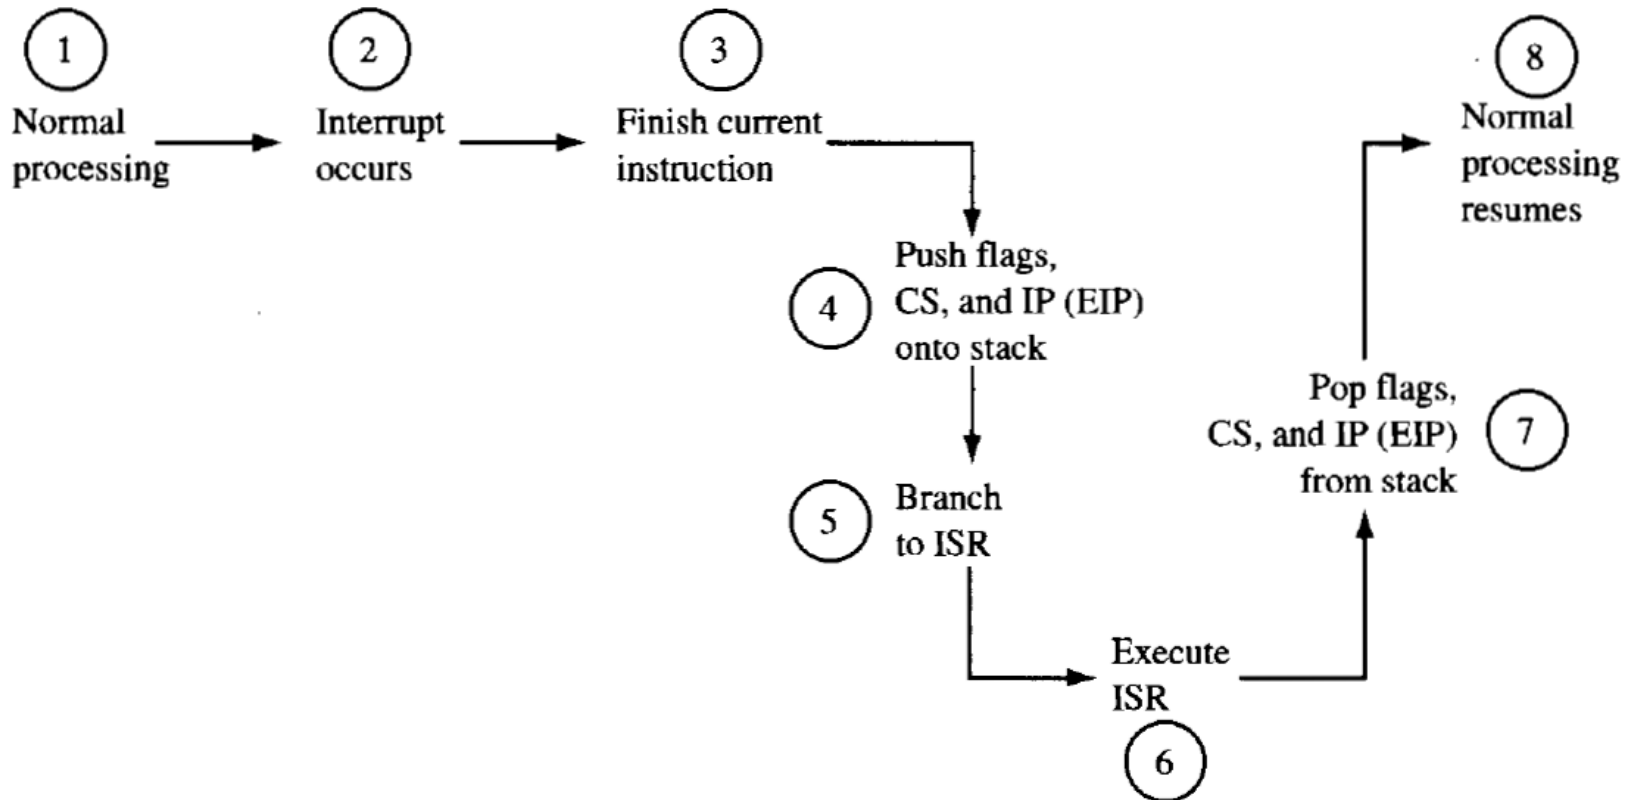 1
Normal
processing
2
Interrupt
occurs
3
Finish current
instruction
4
Push flags,
CS, and IP (EIP)
onto stack
5
Branch
to ISR
Execute
ISR
6
Pop flags,
CS, and IP (EIP)
from stack
7
8
Normal
processing
resumes